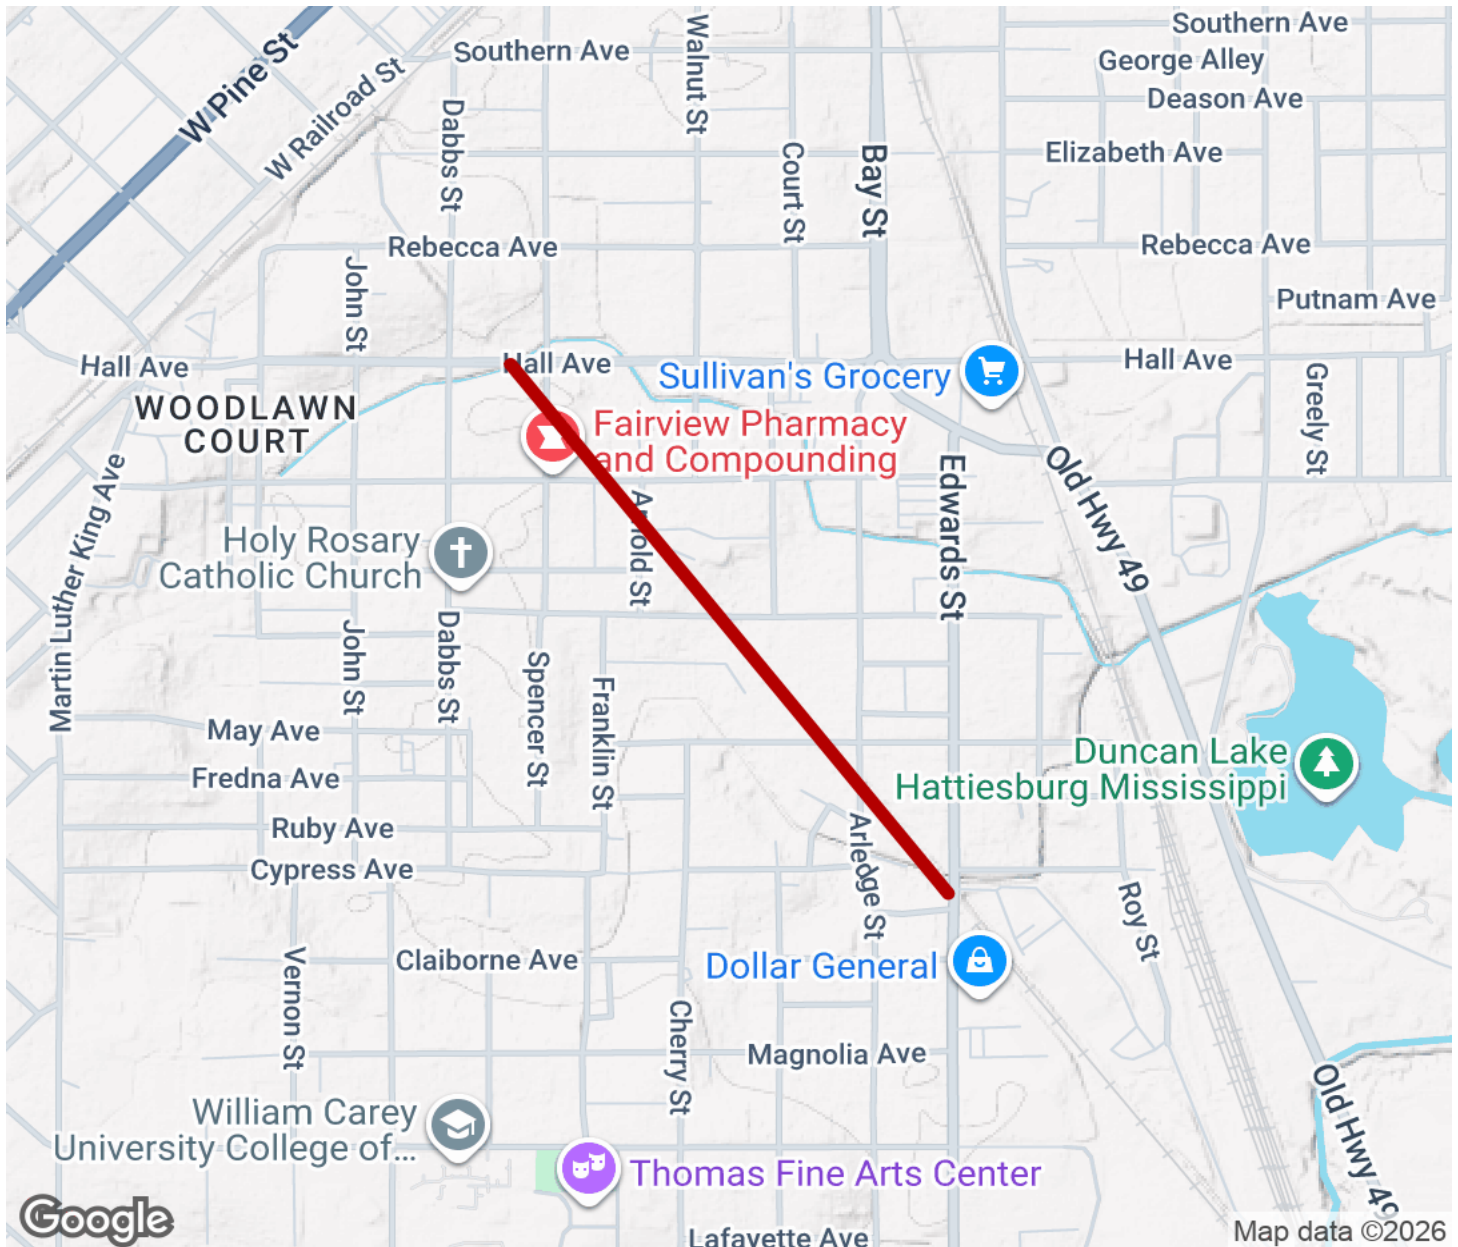 Southern Ave
Southern Ave
George Alley
Deason Ave
Elizabeth Ave
W Pine St
W Railroad St
Walnut St
Dabbs St
Court St
Bay St
Rebecca Ave
Rebecca Ave
John St
Putnam Ave
Hall Ave
Hall Ave
Hall Ave
Sullivan's Grocery
WOODLAWN
COURT
Fairview Pharmacy
and Compounding
Greely St
Old Hwy 49
Edwards St
Arnold St
Martin Luther King Ave
Holy Rosary
Catholic Church
John St
Dabbs St
Spencer St
Franklin St
May Ave
Fredna Ave
Duncan Lake
Hattiesburg Mississippi
Ruby Ave
Cypress Ave
Arledge St
Roy St
Vernon St
Claiborne Ave
Dollar General
Cherry St
Magnolia Ave
William Carey
University College of...
Old Hwy 49
Thomas Fine Arts Center
Lafayette Ave
Google
Map data ©2026